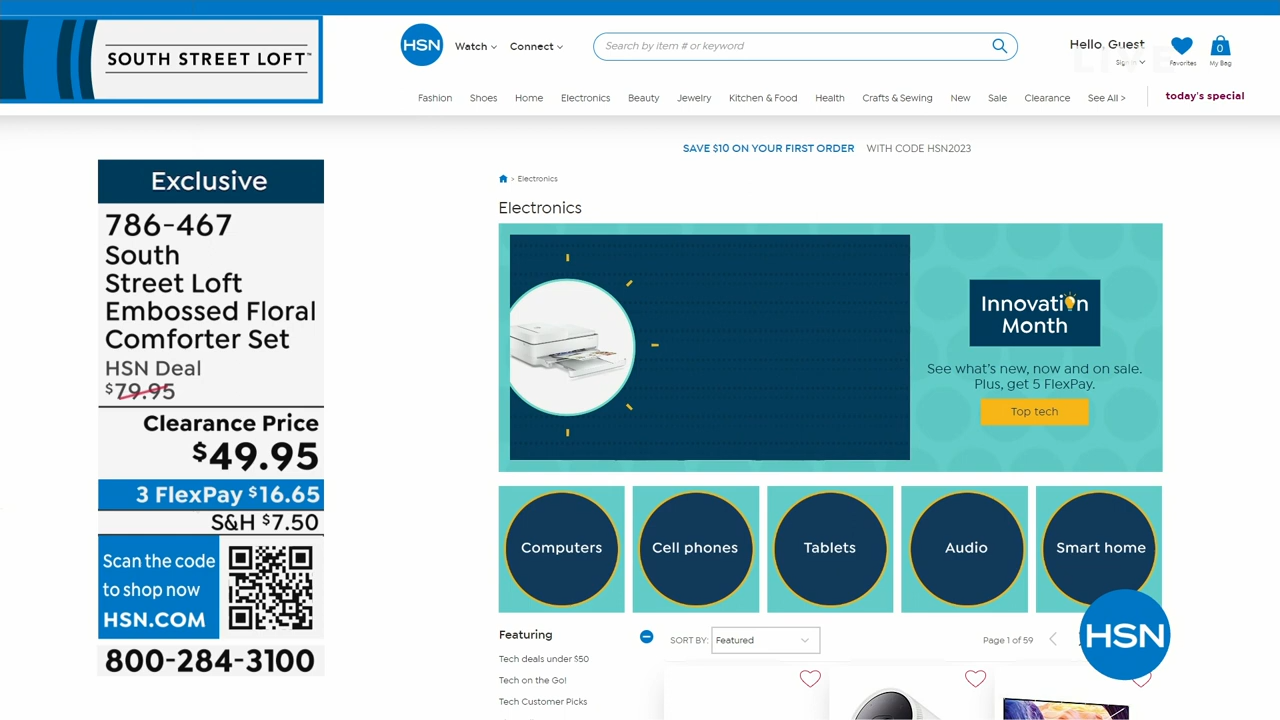 SOUTH STREET LOFT™
HSN
Watch
Connect
Search by item # or keyword
Hello, Guest
Sign In
LIVE
Favorites
0
My Bag
Fashion
Shoes
Home
Electronics
Beauty
Jewelry
Kitchen & Food
Health
Crafts & Sewing
New
Sale
Clearance
See All >
today's special
SAVE $10 ON YOUR FIRST ORDER WITH CODE HSN2023
Exclusive
786-467
South
Street Loft
Embossed Floral
Comforter Set
HSN Deal
$79.95
Clearance Price
$49.95
3 FlexPay $16.65
S&H $7.50
Scan the code
to shop now
HSN.COM
800-284-3100
> Electronics
Electronics
Innovation
Month
See what's new, now and on sale.
Plus, get 5 FlexPay.
Top tech
Computers
Cell phones
Tablets
Audio
Smart home
Featuring
Tech deals under $50
Tech on the Go!
Tech Customer Picks
SORT BY:
Featured
Page 1 of 59
HSN